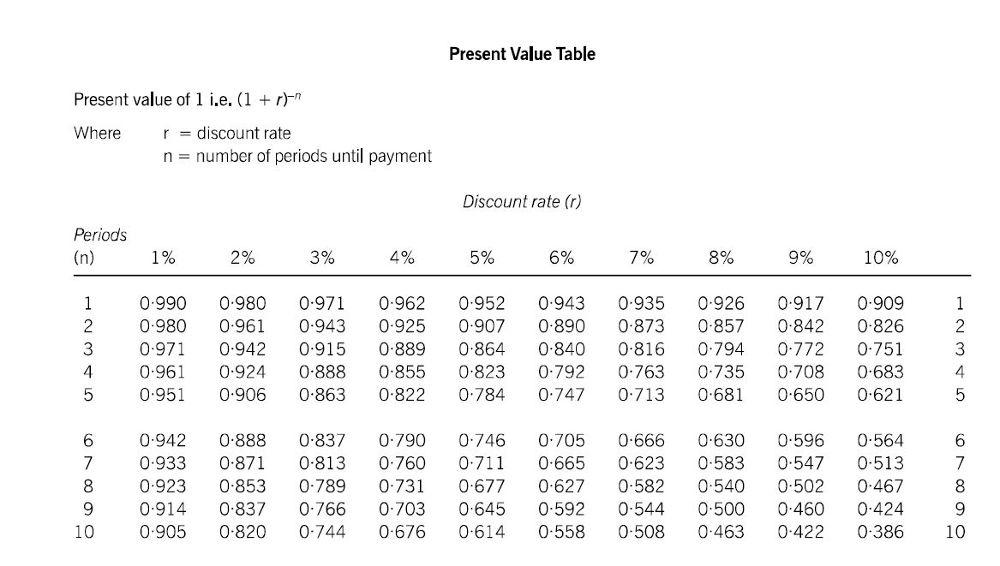 Present Value Table
Present value of 1 i.e. (1 + r)⁻ⁿ
Where r = discount rate
n = number of periods until payment
Discount rate (r)
Periods
(n) 1% 2% 3% 4% 5% 6% 7% 8% 9% 10%
1 0·990 0·980 0·971 0·962 0·952 0·943 0·935 0·926 0·917 0·909 1
2 0·980 0·961 0·943 0·925 0·907 0·890 0·873 0·857 0·842 0·826 2
3 0·971 0·942 0·915 0·889 0·864 0·840 0·816 0·794 0·772 0·751 3
4 0·961 0·924 0·888 0·855 0·823 0·792 0·763 0·735 0·708 0·683 4
5 0·951 0·906 0·863 0·822 0·784 0·747 0·713 0·681 0·650 0·621 5
6 0·942 0·888 0·837 0·790 0·746 0·705 0·666 0·630 0·596 0·564 6
7 0·933 0·871 0·813 0·760 0·711 0·665 0·623 0·583 0·547 0·513 7
8 0·923 0·853 0·789 0·731 0·677 0·627 0·582 0·540 0·502 0·467 8
9 0·914 0·837 0·766 0·703 0·645 0·592 0·544 0·500 0·460 0·424 9
10 0·905 0·820 0·744 0·676 0·614 0·558 0·508 0·463 0·422 0·386 10